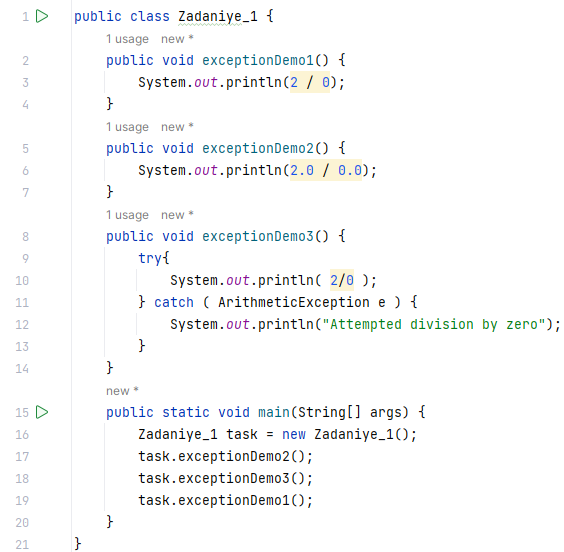 1 public class Zadaniye_1 {
1 usage new *
2 public void exceptionDemo1() {
3 System.out.println(2 / 0);
4 }
1 usage new *
5 public void exceptionDemo2() {
6 System.out.println(2.0 / 0.0);
7 }
1 usage new *
8 public void exceptionDemo3() {
9 try{
10 System.out.println( 2/0 );
11 } catch ( ArithmeticException e ) {
12 System.out.println("Attempted division by zero");
13 }
14 }
new *
15 public static void main(String[] args) {
16 Zadaniye_1 task = new Zadaniye_1();
17 task.exceptionDemo2();
18 task.exceptionDemo3();
19 task.exceptionDemo1();
20 }
21 }